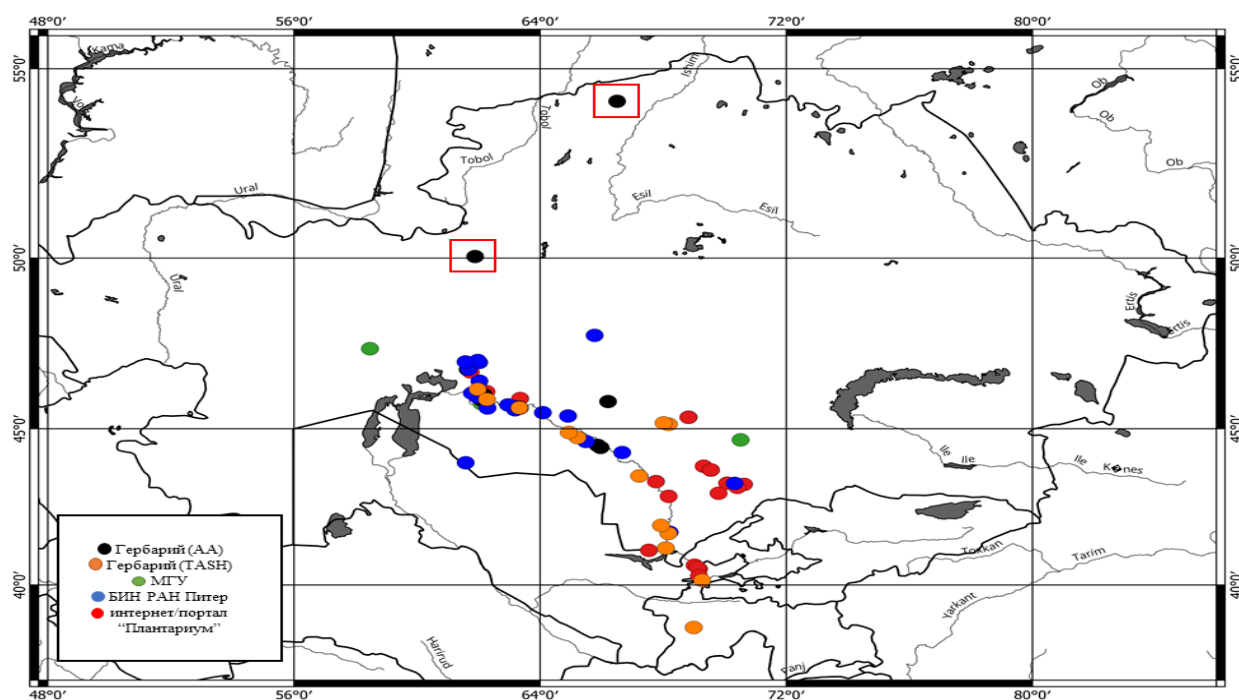 48°0' 56°0' 64°0' 72°0' 80°0'
Kama
Ishim
55°0' 55°0'
Ob
Tobol
Ob
Tobol
Ob
Ural
Esil
Esil
50°0' 50°0'
Ural
Ertis
Ertis
45°0' 45°0'
Ile
Ile
Ile
K�nes
Гербарий (АА)
Гербарий (TASH)
МГУ
БИН РАН Питер
интернет/портал
“Плантариум”
Toxkan
Tarim
40°0' 40°0'
Yarkant
Harirud
Panj
48°0' 56°0' 64°0' 72°0' 80°0'